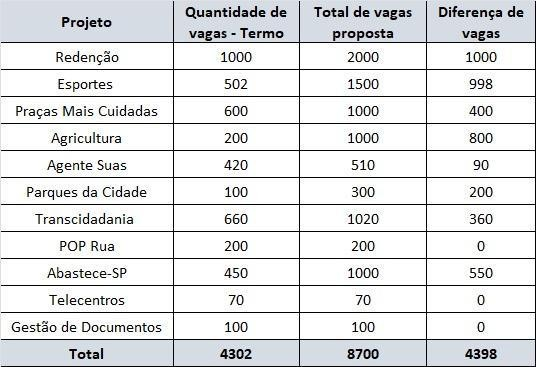 Projeto Quantidade de vagas - Termo Total de vagas proposta Diferença de vagas
Redenção 1000 2000 1000
Esportes 502 1500 998
Praças Mais Cuidadas 600 1000 400
Agricultura 200 1000 800
Agente Suas 420 510 90
Parques da Cidade 100 300 200
Transcidadania 660 1020 360
POP Rua 200 200 0
Abastece-SP 450 1000 550
Telecentros 70 70 0
Gestão de Documentos 100 100 0
Total 4302 8700 4398